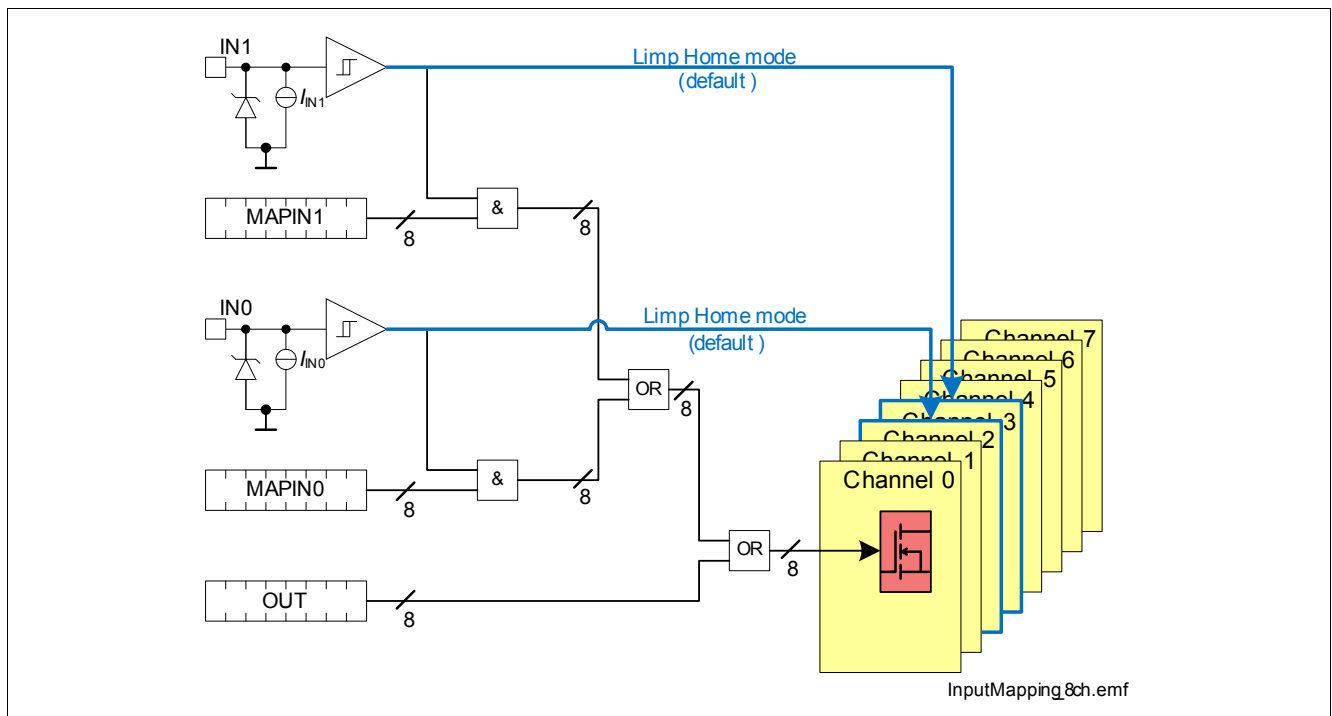 IN1
Limp Home mode
(default )
IIN1
MAPIN1
8
&
8
IN0
Limp Home mode
(default )
IIN0
Channel 7
Channel 6
Channel 5
Channel 4
Channel 3
Channel 2
Channel 1
Channel 0
OR
8
MAPIN0
8
&
8
OR
8
OUT
8
InputMapping_8ch.emf